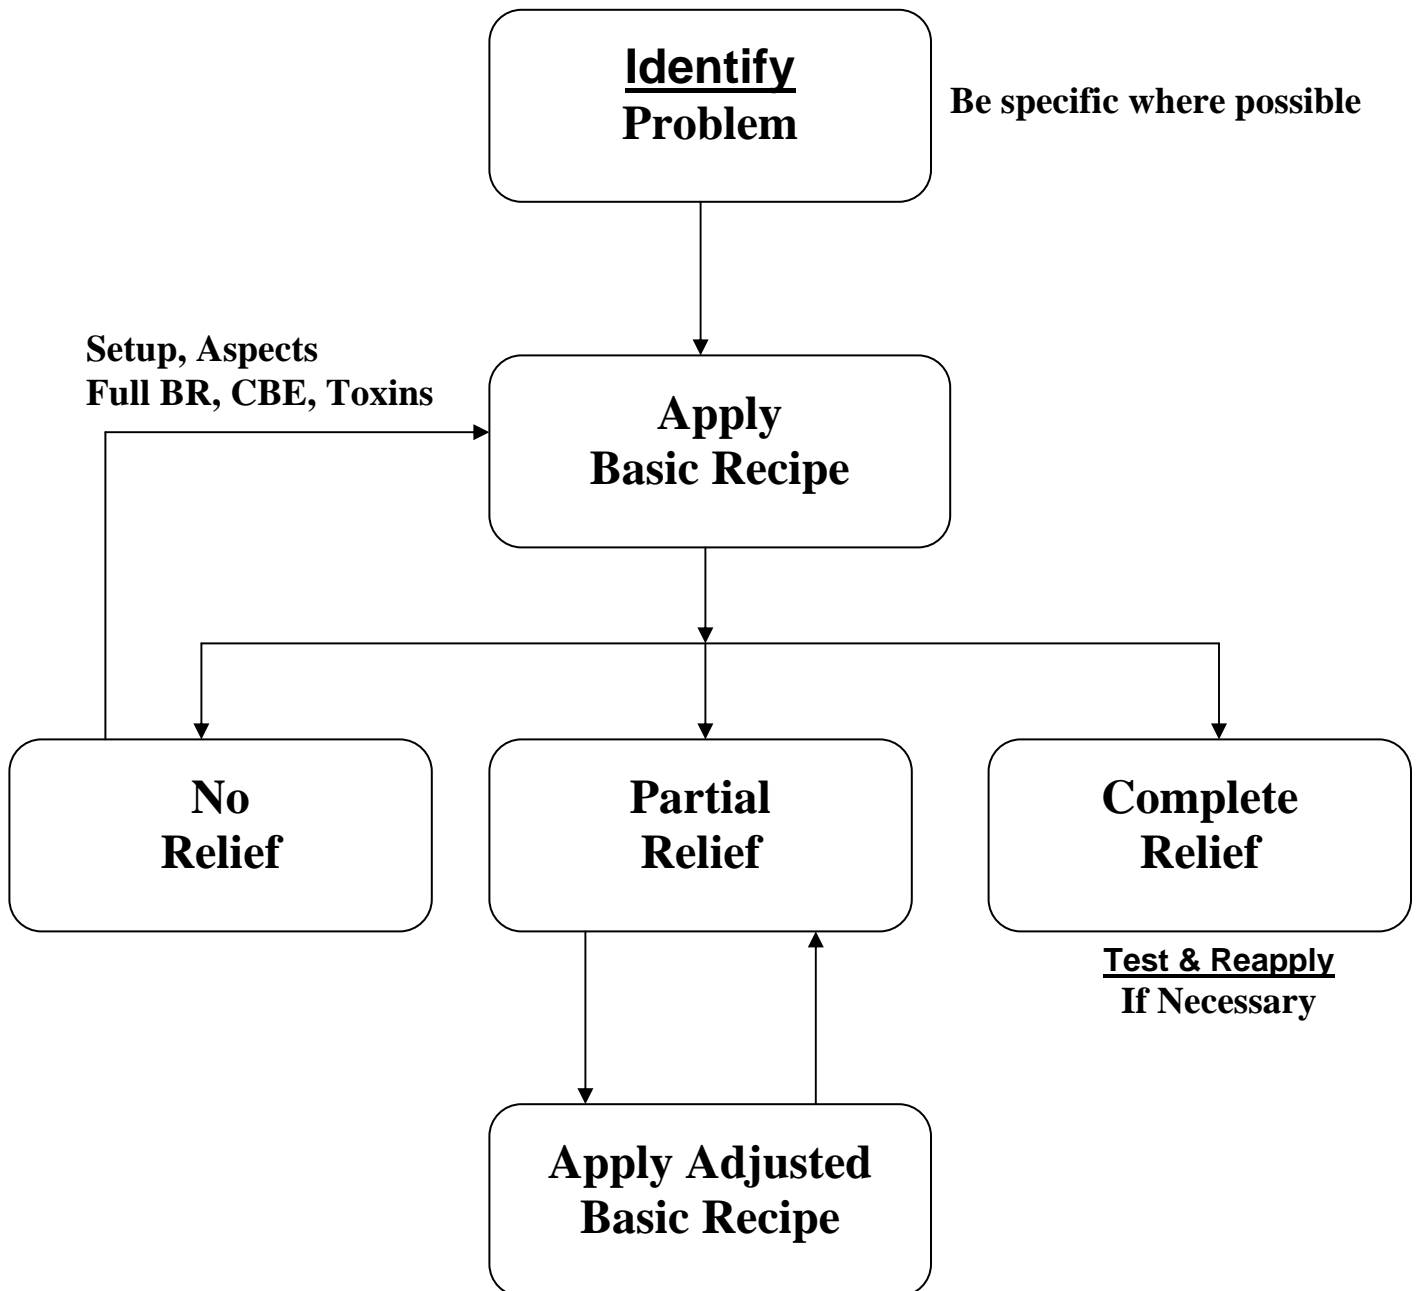 Identify
Problem
Be specific where possible
Setup, Aspects
Full BR, CBE, Toxins
Apply
Basic Recipe
No
Relief
Partial
Relief
Complete
Relief
Test & Reapply
If Necessary
Apply Adjusted
Basic Recipe